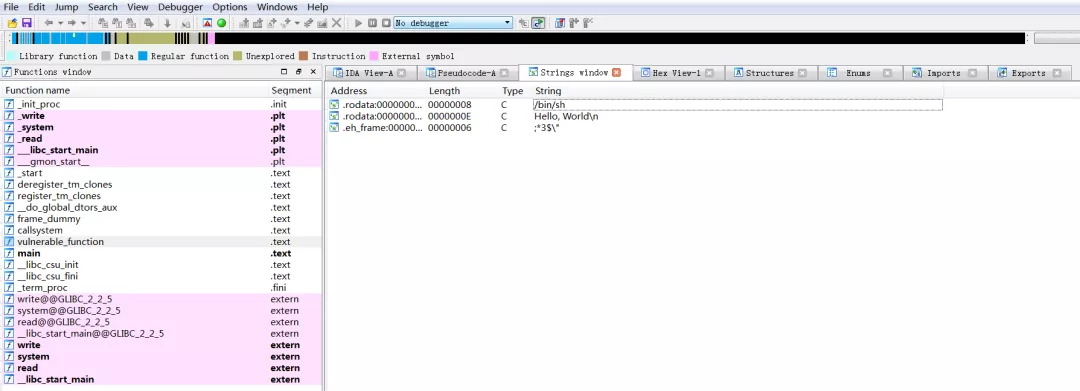 File Edit Jump Search View Debugger Options Windows Help
No debugger
Library function Data Regular function Unexplored Instruction External symbol
Functions window
IDA View-A Pseudocode-A Strings window Hex View-1 Structures Enums Imports Exports
Function name Segment
Address Length Type String
_init_proc .init
.rodata:0000000... 00000008 C /bin/sh
_write .plt
.rodata:0000000... 0000000E C Hello, World\n
_system .plt
.eh_frame:00000... 00000006 C ;*3$\"
_read .plt
___libc_start_main .plt
___gmon_start__ .plt
_start .text
deregister_tm_clones .text
register_tm_clones .text
__do_global_dtors_aux .text
frame_dummy .text
callsystem .text
vulnerable_function .text
main .text
__libc_csu_init .text
__libc_csu_fini .text
_term_proc .fini
write@@GLIBC_2_2_5 extern
system@@GLIBC_2_2_5 extern
read@@GLIBC_2_2_5 extern
__libc_start_main@@GLIBC_2_2_5 extern
write extern
system extern
read extern
__libc_start_main extern